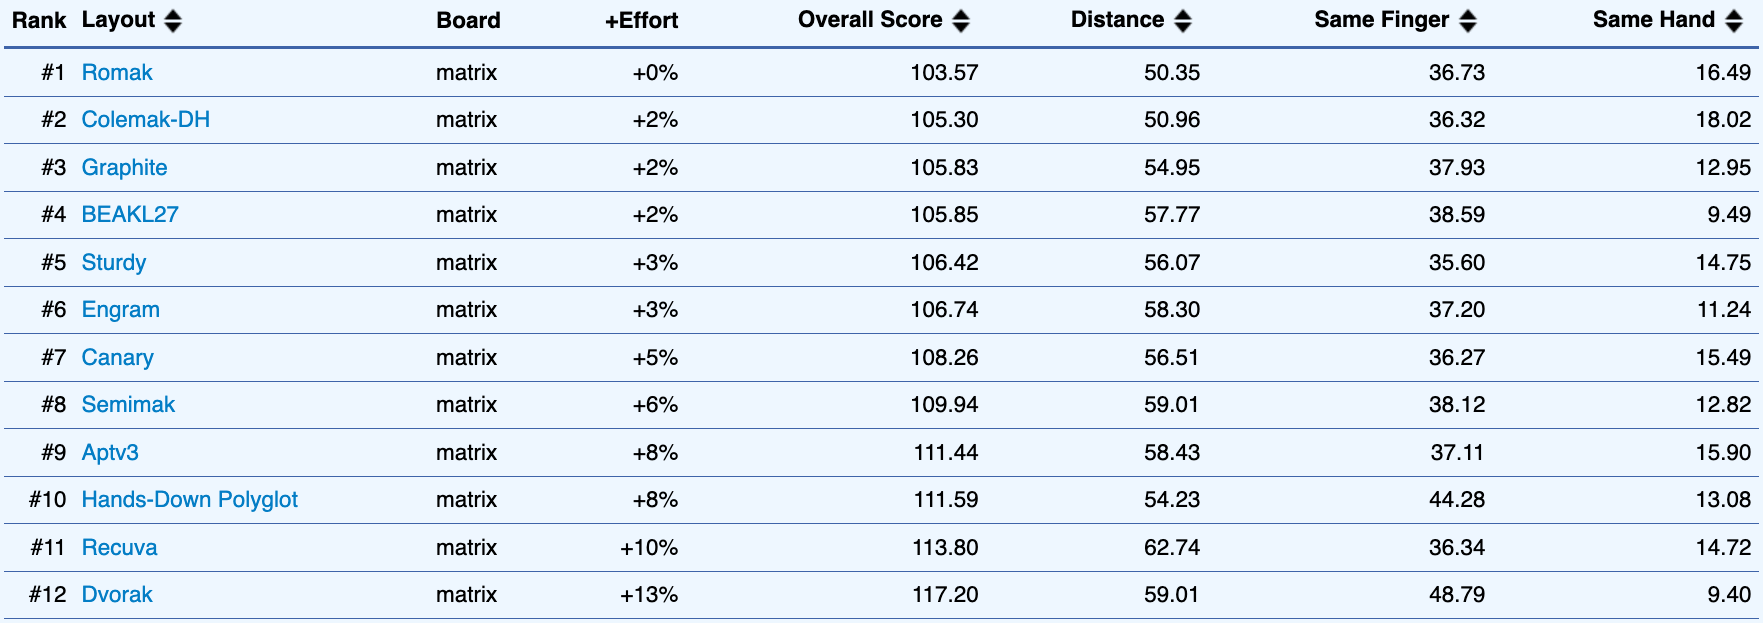 Rank Layout Board +Effort Overall Score Distance Same Finger Same Hand
#1 Romak matrix +0% 103.57 50.35 36.73 16.49
#2 Colemak-DH matrix +2% 105.30 50.96 36.32 18.02
#3 Graphite matrix +2% 105.83 54.95 37.93 12.95
#4 BEAKL27 matrix +2% 105.85 57.77 38.59 9.49
#5 Sturdy matrix +3% 106.42 56.07 35.60 14.75
#6 Engram matrix +3% 106.74 58.30 37.20 11.24
#7 Canary matrix +5% 108.26 56.51 36.27 15.49
#8 Semimak matrix +6% 109.94 59.01 38.12 12.82
#9 Aptv3 matrix +8% 111.44 58.43 37.11 15.90
#10 Hands-Down Polyglot matrix +8% 111.59 54.23 44.28 13.08
#11 Recuva matrix +10% 113.80 62.74 36.34 14.72
#12 Dvorak matrix +13% 117.20 59.01 48.79 9.40